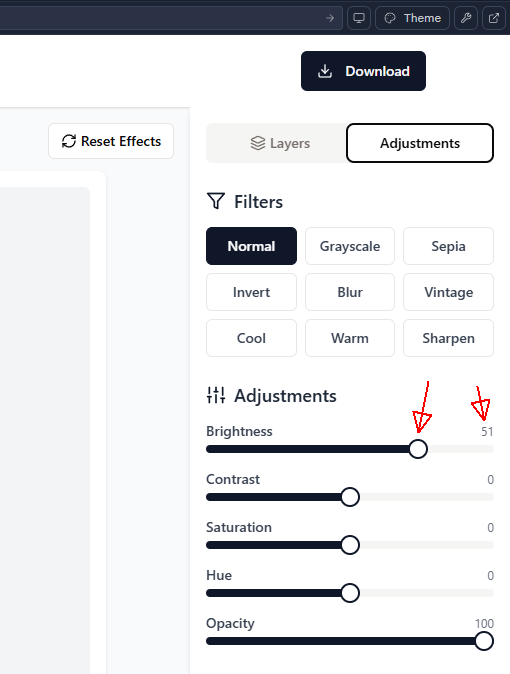 Theme
Download
Reset Effects
Layers
Adjustments
Filters
Normal
Grayscale
Sepia
Invert
Blur
Vintage
Cool
Warm
Sharpen
Adjustments
Brightness 51
Contrast 0
Saturation 0
Hue 0
Opacity 100